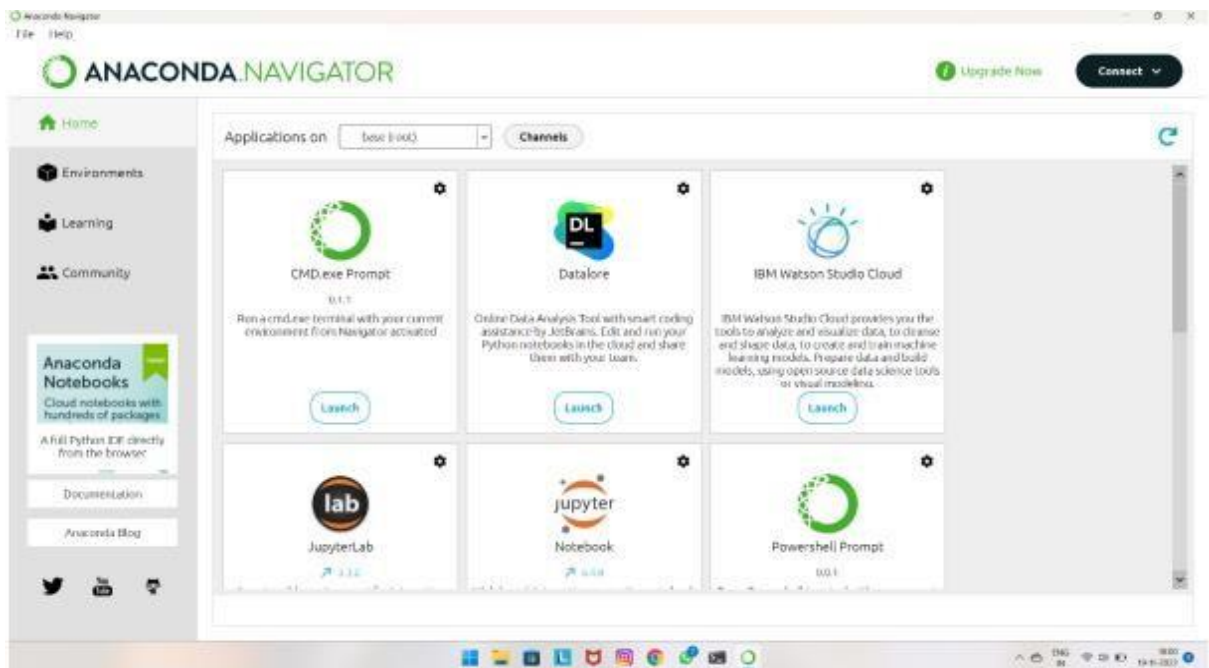 Anaconda Navigator
File Help
ANACONDA.NAVIGATOR
Upgrade Now
Connect
Home
Environments
Learning
Community
Anaconda
Notebooks
Cloud notebooks with
hundreds of packages
A Full Python IDE directly
from the browser
Documentation
Anaconda Blog
You
Tube
Applications on
base (root)
Channels
CMD.exe Prompt
0.1.1
Run a cmd.exe terminal with your current
environment from Navigator activated
Launch
DL
Datalore
Online Data Analysis Tool with smart coding
assistance by JetBrains. Edit and run your
Python notebooks in the cloud and share
them with your team.
Launch
IBM Watson Studio Cloud
IBM Watson Studio Cloud provides you the
tools to analyze and visualize data, to cleanse
and shape data, to create and train machine
learning models. Prepare data and build
models, using open source data science tools
or visual modeling.
Launch
lab
JupyterLab
jupyter
Notebook
Powershell Prompt
0.0.1
ENG
IN
18:00